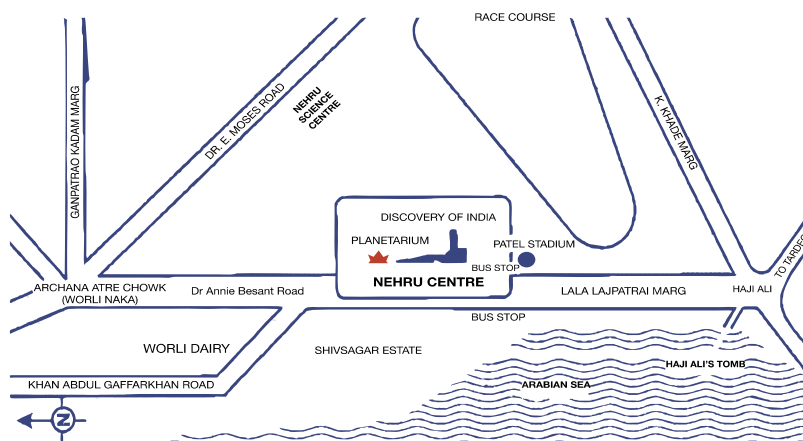 RACE COURSE
GANPATRAO KADAM MARG
DR. E. MOSES ROAD
NEHRU
SCIENCE
CENTRE
K. KHADE MARG
DISCOVERY OF INDIA
PLANETARIUM
PATEL STADIUM
BUS STOP
NEHRU CENTRE
TO TARDEO
ARCHANA ATRE CHOWK
(WORLI NAKA)
Dr Annie Besant Road
LALA LAJPATRAI MARG
HAJI ALI
BUS STOP
WORLI DAIRY
SHIVSAGAR ESTATE
HAJI ALI'S TOMB
KHAN ABDUL GAFFARKHAN ROAD
ARABIAN SEA
N